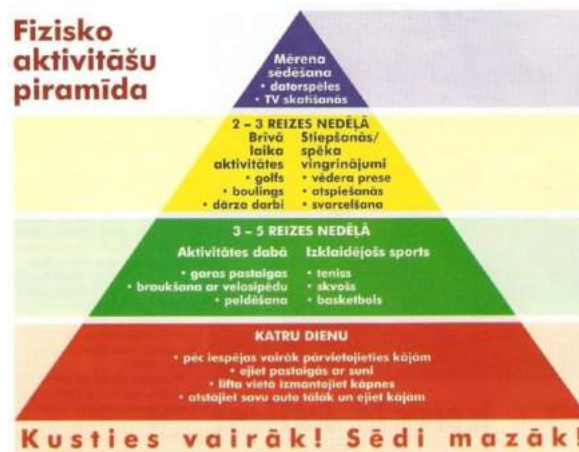 Fizisko
aktivitāšu
piramīda
Mērena
sēdēšana
• datorspēles
• TV skatīšanās
2 – 3 REIZES NEDĒĻĀ
Brīvā
laika
aktivitātes
• golfs
• boulings
• dārza darbi
Stiepšanās/
spēka
vingrinājumi
• vēdera prese
• atspiešanās
• svarcelšana
3 – 5 REIZES NEDĒĻĀ
Aktivitātes dabā
• garas pastaigas
• braukšana ar velosipēdu
• peldēšana
Izklaidējošs sports
• teniss
• skvošs
• basketbols
KATRU DIENU
• pēc iespējas vairāk pārvietojieties kājām
• ejiet pastaigās ar suni
• lifta vietā izmantojiet kāpnes
• atstājiet savu auto tālāk un ejiet kājām
Kusties vairāk! Sēdi mazāk!